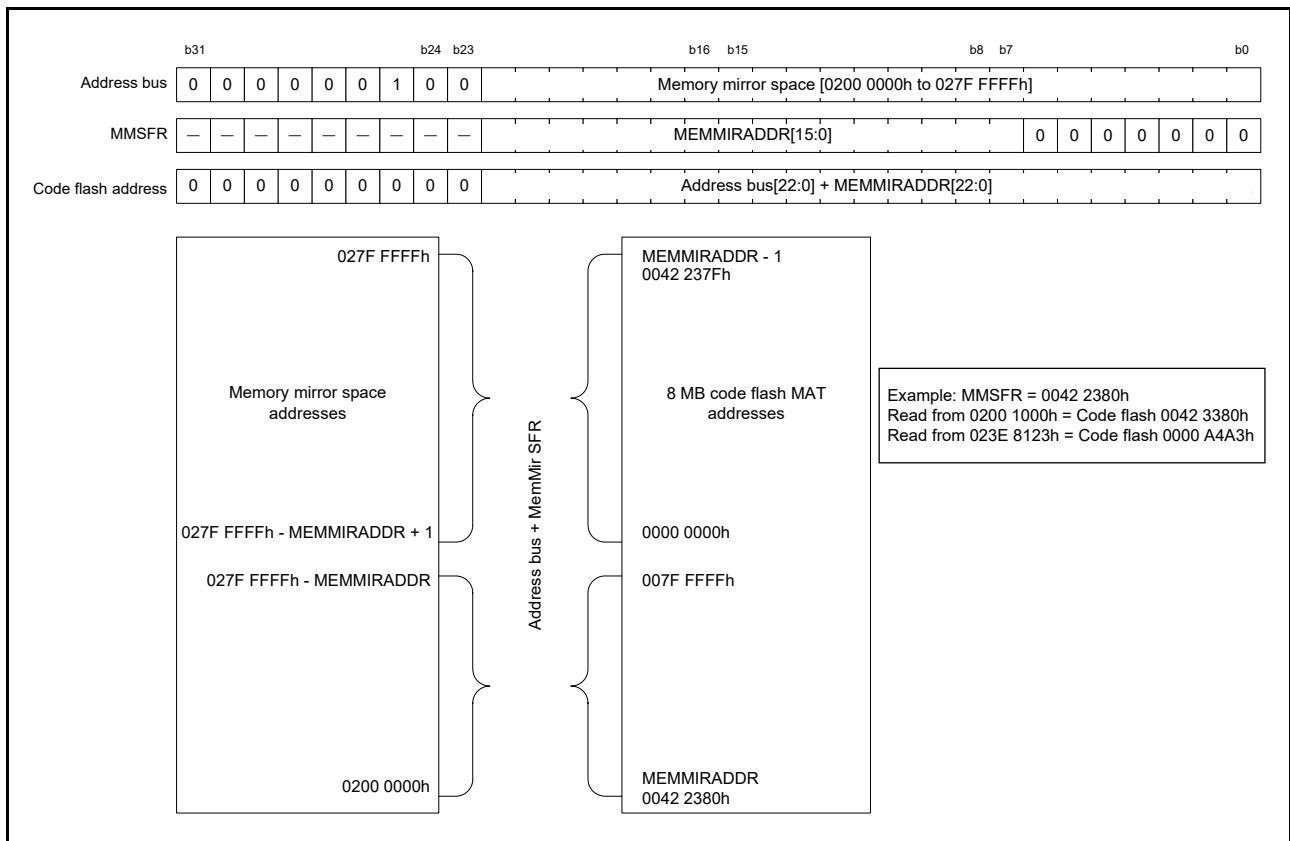 b31 b24 b23 b16 b15 b8 b7 b0
Address bus 0 0 0 0 0 0 1 0 0 Memory mirror space [0200 0000h to 027F FFFFh]
MMSFR — — — — — — — — — MEMMIRADDR[15:0] 0 0 0 0 0 0 0
Code flash address 0 0 0 0 0 0 0 0 0 Address bus[22:0] + MEMMIRADDR[22:0]
027F FFFFh
Memory mirror space
addresses
027F FFFFh - MEMMIRADDR + 1
027F FFFFh - MEMMIRADDR
0200 0000h
Address bus + MemMir SFR
MEMMIRADDR - 1
0042 237Fh
8 MB code flash MAT
addresses
0000 0000h
007F FFFFh
MEMMIRADDR
0042 2380h
Example: MMSFR = 0042 2380h
Read from 0200 1000h = Code flash 0042 3380h
Read from 023E 8123h = Code flash 0000 A4A3h